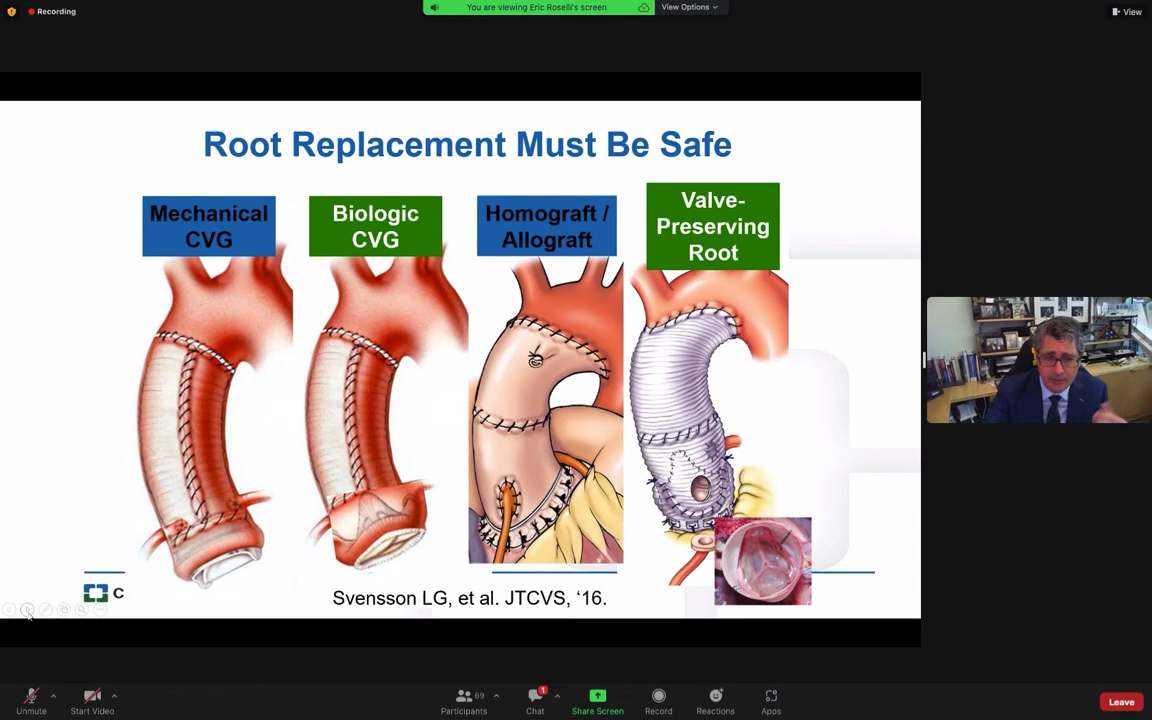 Recording
You are viewing Eric Roselli's screen
View Options
View
Root Replacement Must Be Safe
Mechanical
CVG
Biologic
CVG
Homograft /
Allograft
Valve-
Preserving
Root
C
Svensson LG, et al. JTCVS, ‘16.
Unmute
Start Video
Participants
69
Chat
1
Share Screen
Record
Reactions
Apps
Leave